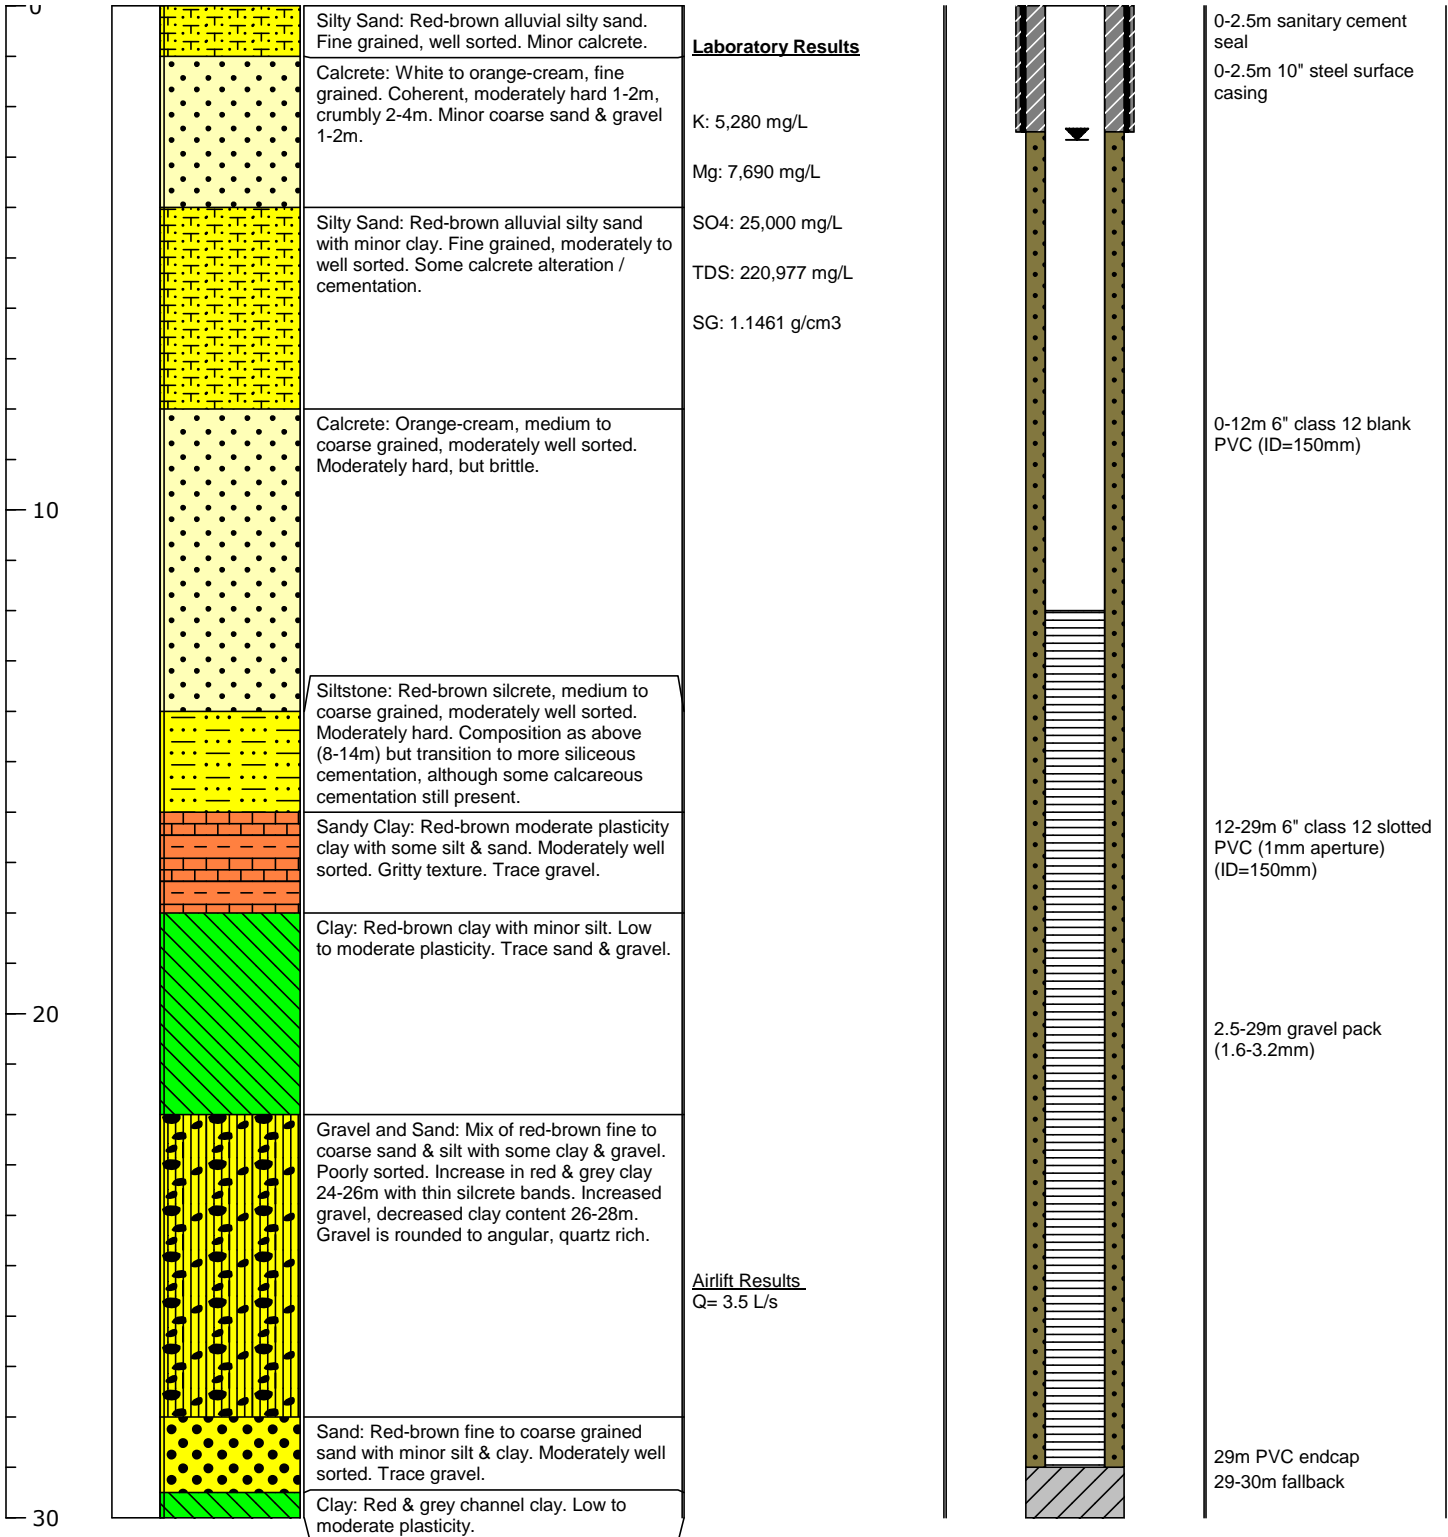 0
10
20
30
Silty Sand: Red-brown alluvial silty sand.
Fine grained, well sorted. Minor calcrete.
Calcrete: White to orange-cream, fine
grained. Coherent, moderately hard 1-2m,
crumbly 2-4m. Minor coarse sand & gravel
1-2m.
Silty Sand: Red-brown alluvial silty sand
with minor clay. Fine grained, moderately to
well sorted. Some calcrete alteration /
cementation.
Calcrete: Orange-cream, medium to
coarse grained, moderately well sorted.
Moderately hard, but brittle.
Siltstone: Red-brown silcrete, medium to
coarse grained, moderately well sorted.
Moderately hard. Composition as above
(8-14m) but transition to more siliceous
cementation, although some calcareous
cementation still present.
Sandy Clay: Red-brown moderate plasticity
clay with some silt & sand. Moderately well
sorted. Gritty texture. Trace gravel.
Clay: Red-brown clay with minor silt. Low
to moderate plasticity. Trace sand & gravel.
Gravel and Sand: Mix of red-brown fine to
coarse sand & silt with some clay & gravel.
Poorly sorted. Increase in red & grey clay
24-26m with thin silcrete bands. Increased
gravel, decreased clay content 26-28m.
Gravel is rounded to angular, quartz rich.
Sand: Red-brown fine to coarse grained
sand with minor silt & clay. Moderately well
sorted. Trace gravel.
Clay: Red & grey channel clay. Low to
moderate plasticity.
Laboratory Results
K: 5,280 mg/L
Mg: 7,690 mg/L
SO4: 25,000 mg/L
TDS: 220,977 mg/L
SG: 1.1461 g/cm3
Airlift Results
Q= 3.5 L/s
0-2.5m sanitary cement
seal
0-2.5m 10" steel surface
casing
0-12m 6" class 12 blank
PVC (ID=150mm)
12-29m 6" class 12 slotted
PVC (1mm aperture)
(ID=150mm)
2.5-29m gravel pack
(1.6-3.2mm)
29m PVC endcap
29-30m fallback